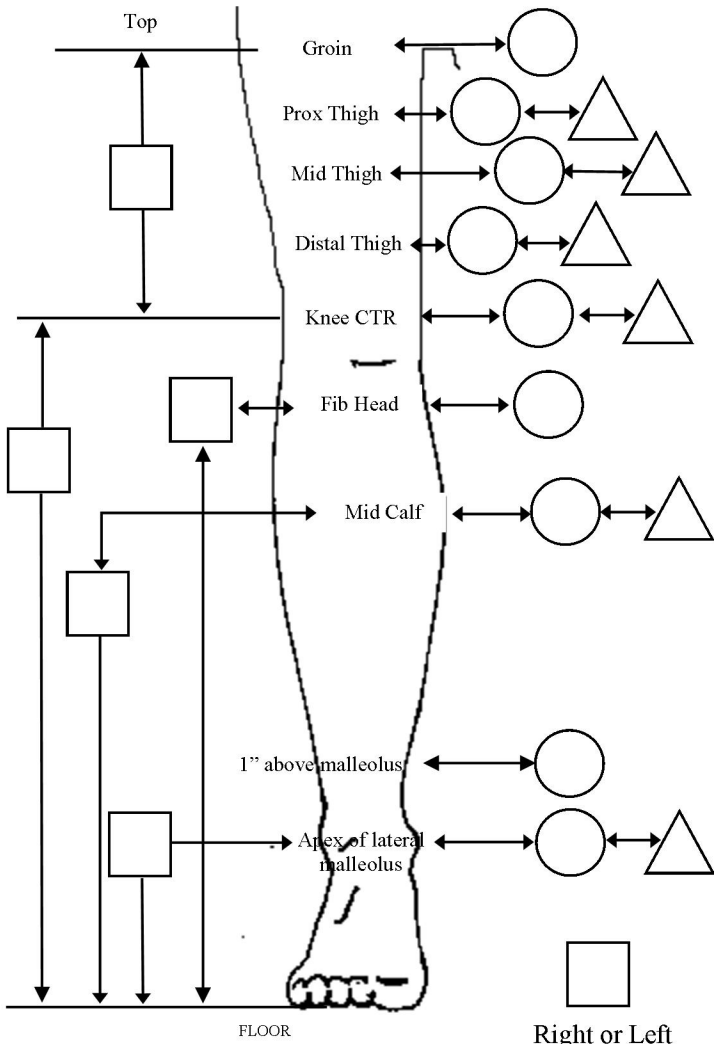 Top
Groin
Prox Thigh
Mid Thigh
Distal Thigh
Knee CTR
Fib Head
Mid Calf
1” above malleolus
Apex of lateral
malleolus
FLOOR
Right or Left